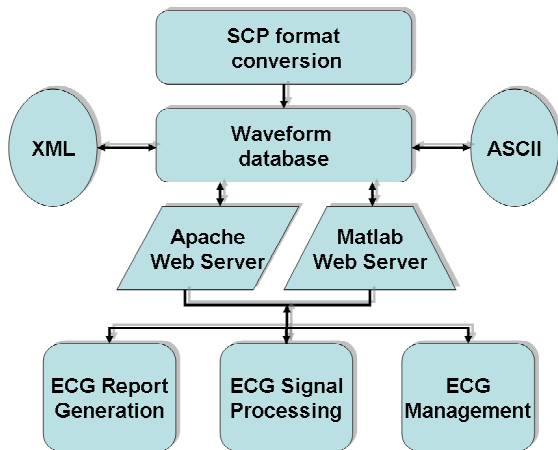 SCP format
conversion
XML
Waveform
database
ASCII
Apache
Web Server
Matlab
Web Server
ECG Report
Generation
ECG Signal
Processing
ECG
Management